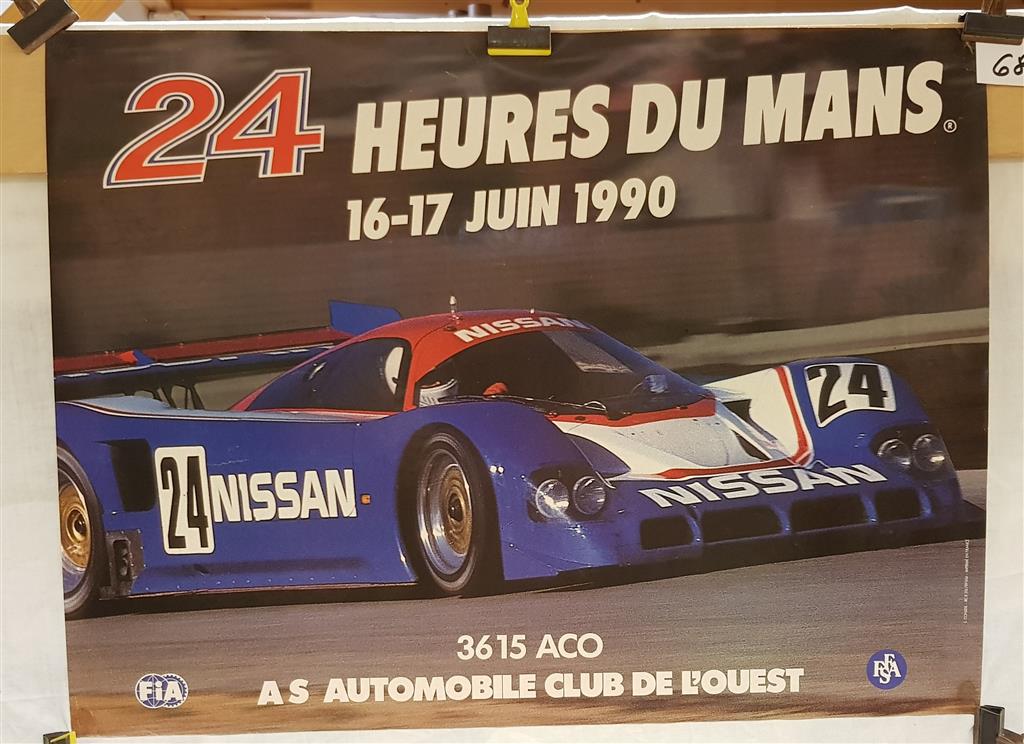 24 HEURES DU MANS®
68
16-17 JUIN 1990
NISSAN
24
24 NISSAN
NISSAN
3615 ACO
FIA
A S AUTOMOBILE CLUB DE L'OUEST
FFSA